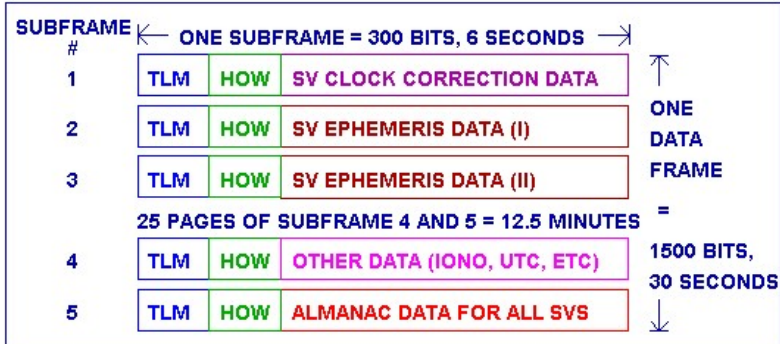 SUBFRAME #
ONE SUBFRAME = 300 BITS, 6 SECONDS
1 TLM HOW SV CLOCK CORRECTION DATA
2 TLM HOW SV EPHEMERIS DATA (I)
3 TLM HOW SV EPHEMERIS DATA (II)
25 PAGES OF SUBFRAME 4 AND 5 = 12.5 MINUTES
4 TLM HOW OTHER DATA (IONO, UTC, ETC)
5 TLM HOW ALMANAC DATA FOR ALL SVS
ONE
DATA
FRAME
=
1500 BITS,
30 SECONDS